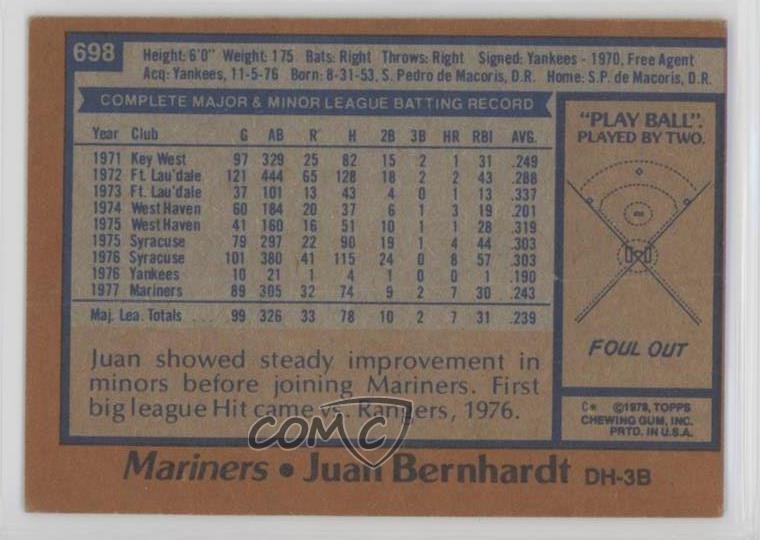 698
Height: 6'0" Weight: 175 Bats: Right Throws: Right Signed: Yankees - 1970, Free Agent
Acq: Yankees, 11-5-76 Born: 8-31-53, S. Pedro de Macoris, D.R. Home: S.P. de Macoris, D.R.
COMPLETE MAJOR & MINOR LEAGUE BATTING RECORD
Year Club G AB R H 2B 3B HR RBI AVG.
1971 Key West 97 329 25 82 15 2 1 31 .249
1972 Ft. Lau'dale 121 444 65 128 18 2 2 43 .288
1973 Ft. Lau'dale 37 101 13 43 4 0 1 13 .337
1974 West Haven 60 184 20 37 6 1 3 19 .201
1975 West Haven 41 160 16 51 10 1 1 28 .319
1975 Syracuse 79 297 22 90 19 1 4 44 .303
1976 Syracuse 101 380 41 115 24 0 8 57 .303
1976 Yankees 10 21 1 4 1 0 0 1 .190
1977 Mariners 89 305 32 74 9 2 7 30 .243
Maj. Lea. Totals ... 99 326 33 78 10 2 7 31 .239
Juan showed steady improvement in
minors before joining Mariners. First
big league Hit came vs. Rangers, 1976.
"PLAY BALL".
PLAYED BY TWO.
FOUL OUT
C* ©1978, TOPPS
CHEWING GUM, INC.
PRTD. IN U.S.A.
COMC
Mariners • Juan Bernhardt DH-3B